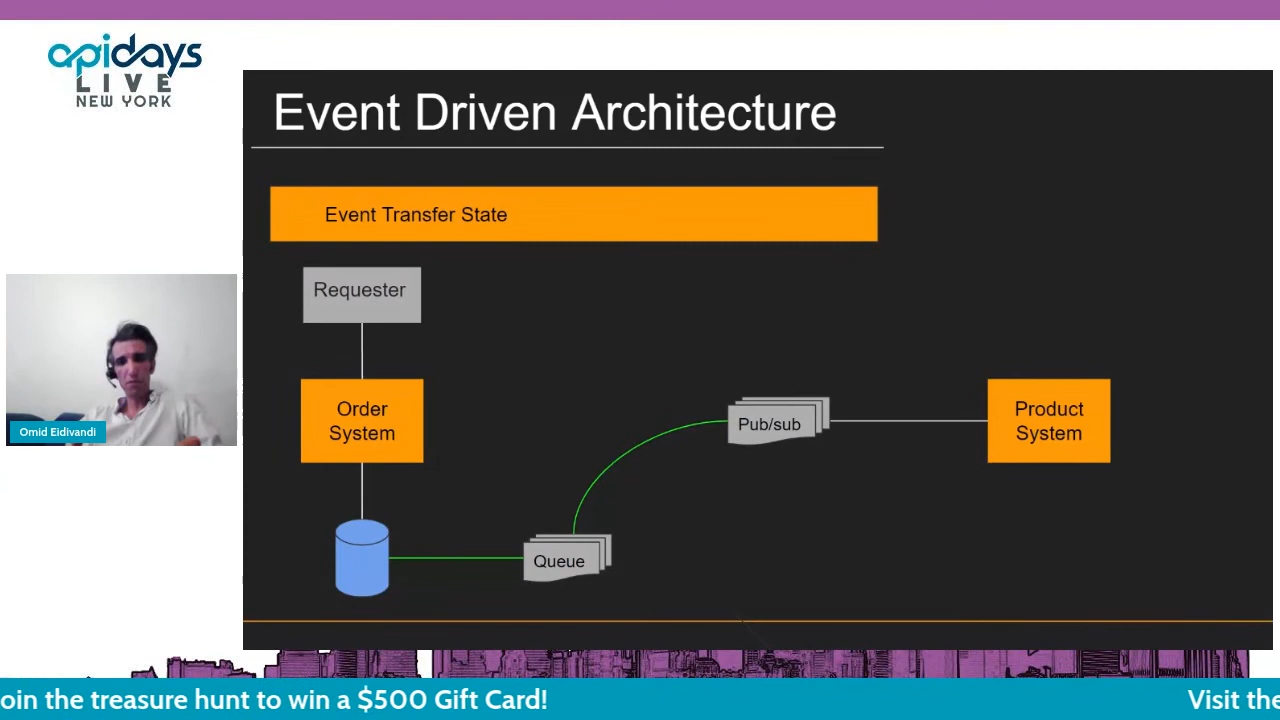 apidays
LIVE
NEW YORK
Event Driven Architecture
Event Transfer State
Requester
Order
System
Pub/sub
Product
System
Queue
Omid Eidivandi
oin the treasure hunt to win a $500 Gift Card!
Visit the